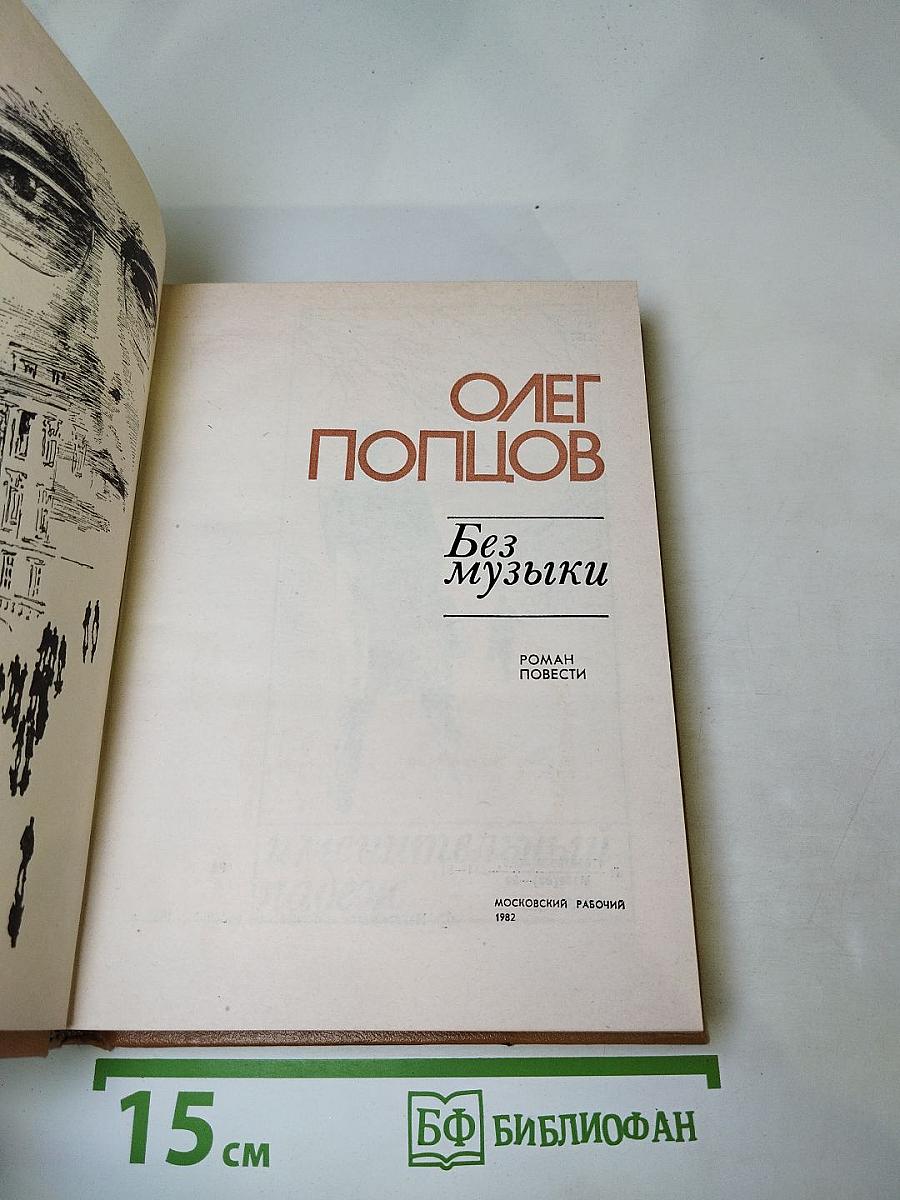 ОЛЕГ
ПОПЦОВ
Без
музыки
РОМАН
ПОВЕСТИ
МОСКОВСКИЙ РАБОЧИЙ
1982
15 см
БФ БИБЛИОФАН